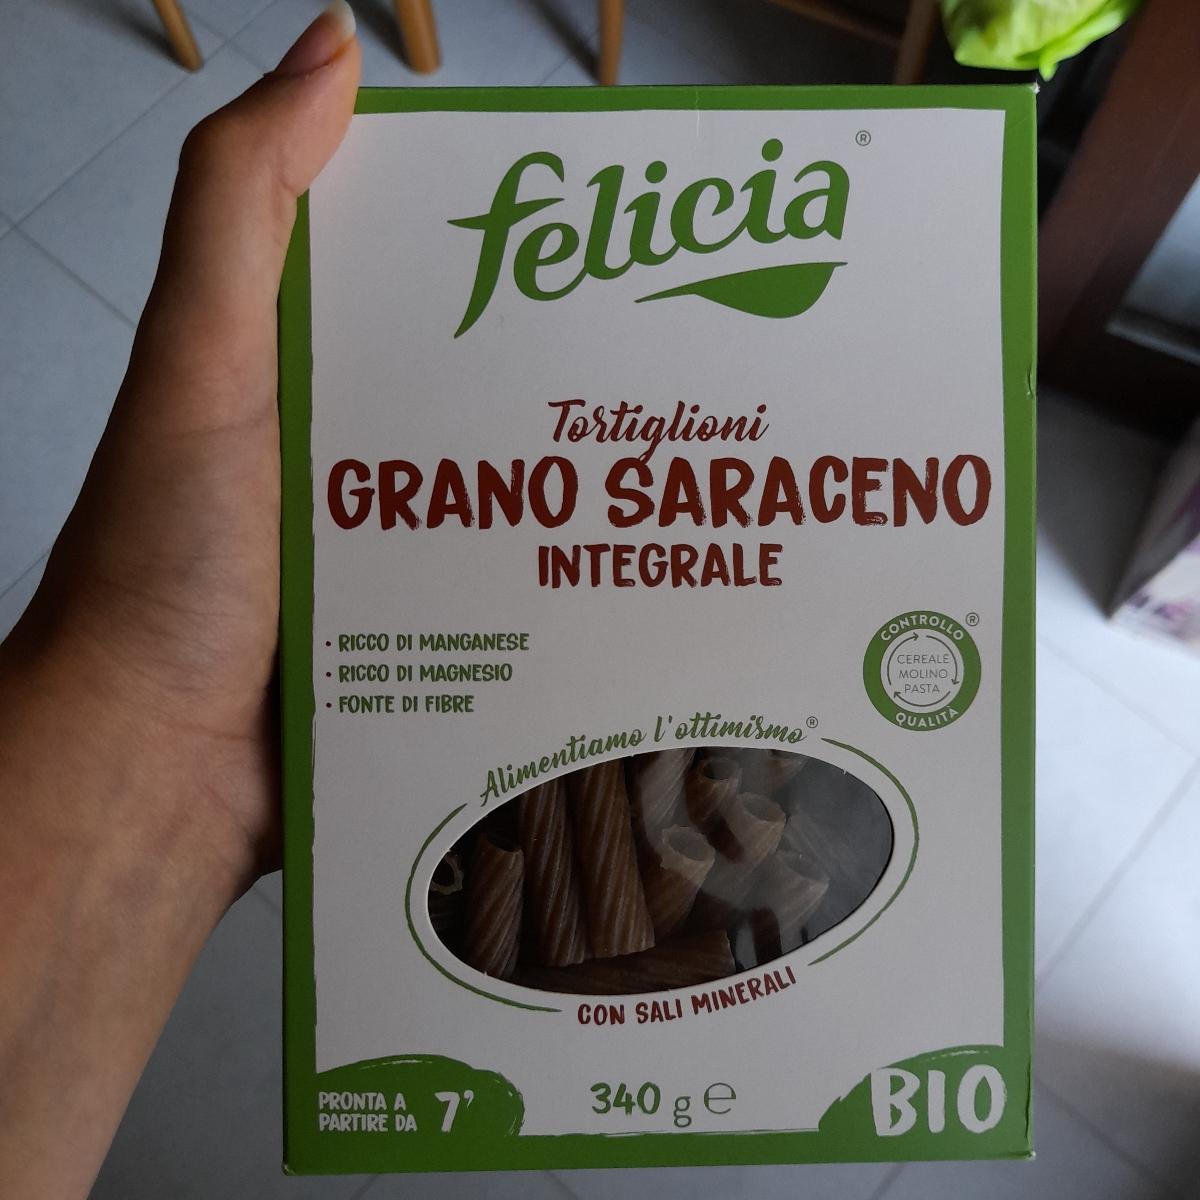 felicia®
Tortiglioni
GRANO SARACENO
INTEGRALE
• RICCO DI MANGANESE
• RICCO DI MAGNESIO
• FONTE DI FIBRE
CONTROLLO ®
CEREALE
MOLINO
PASTA
QUALITÀ
Alimentiamo l'ottimismo®
CON SALI MINERALI
PRONTA A
PARTIRE DA 7'
340 g ℮
BIO